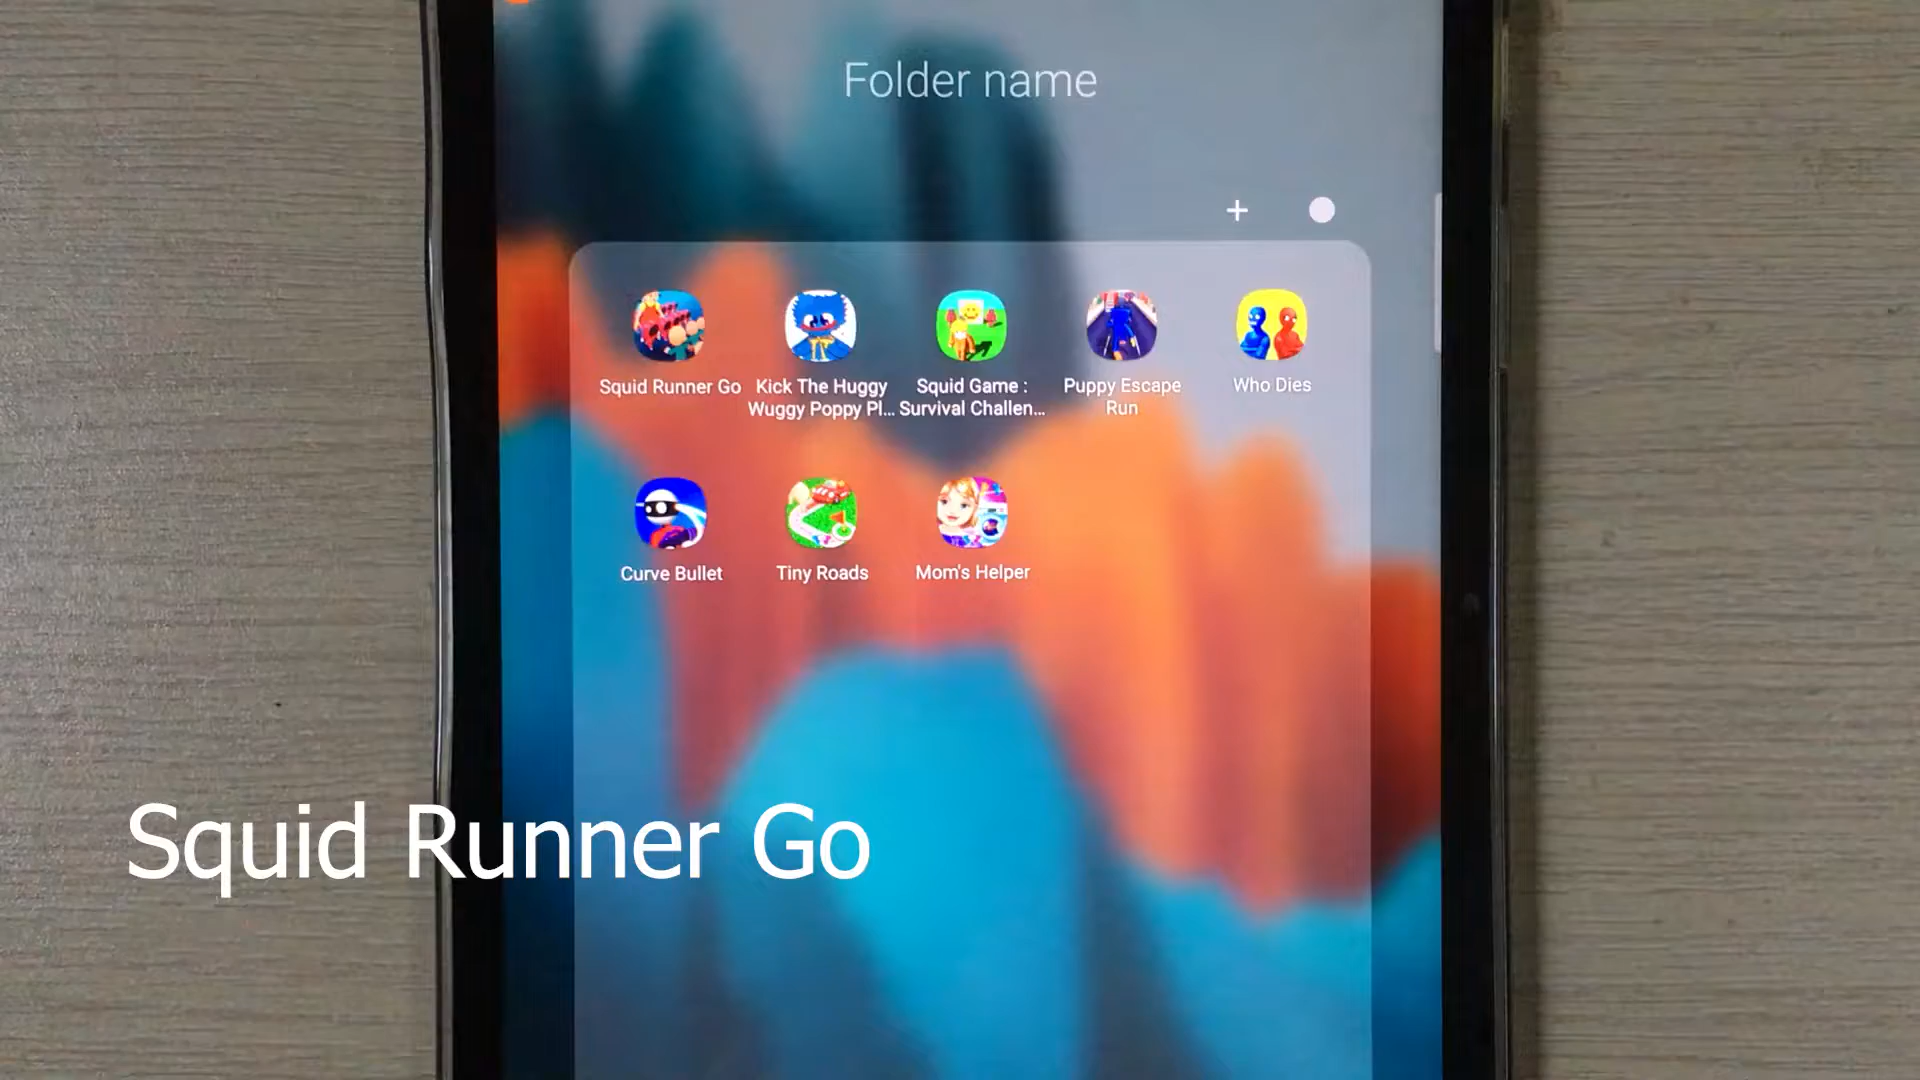 Folder name
Squid Runner Go
Kick The Huggy
Wuggy Poppy Pl...
Squid Game :
Survival Challen...
Puppy Escape
Run
Who Dies
Curve Bullet
Tiny Roads
Mom's Helper
Squid Runner Go